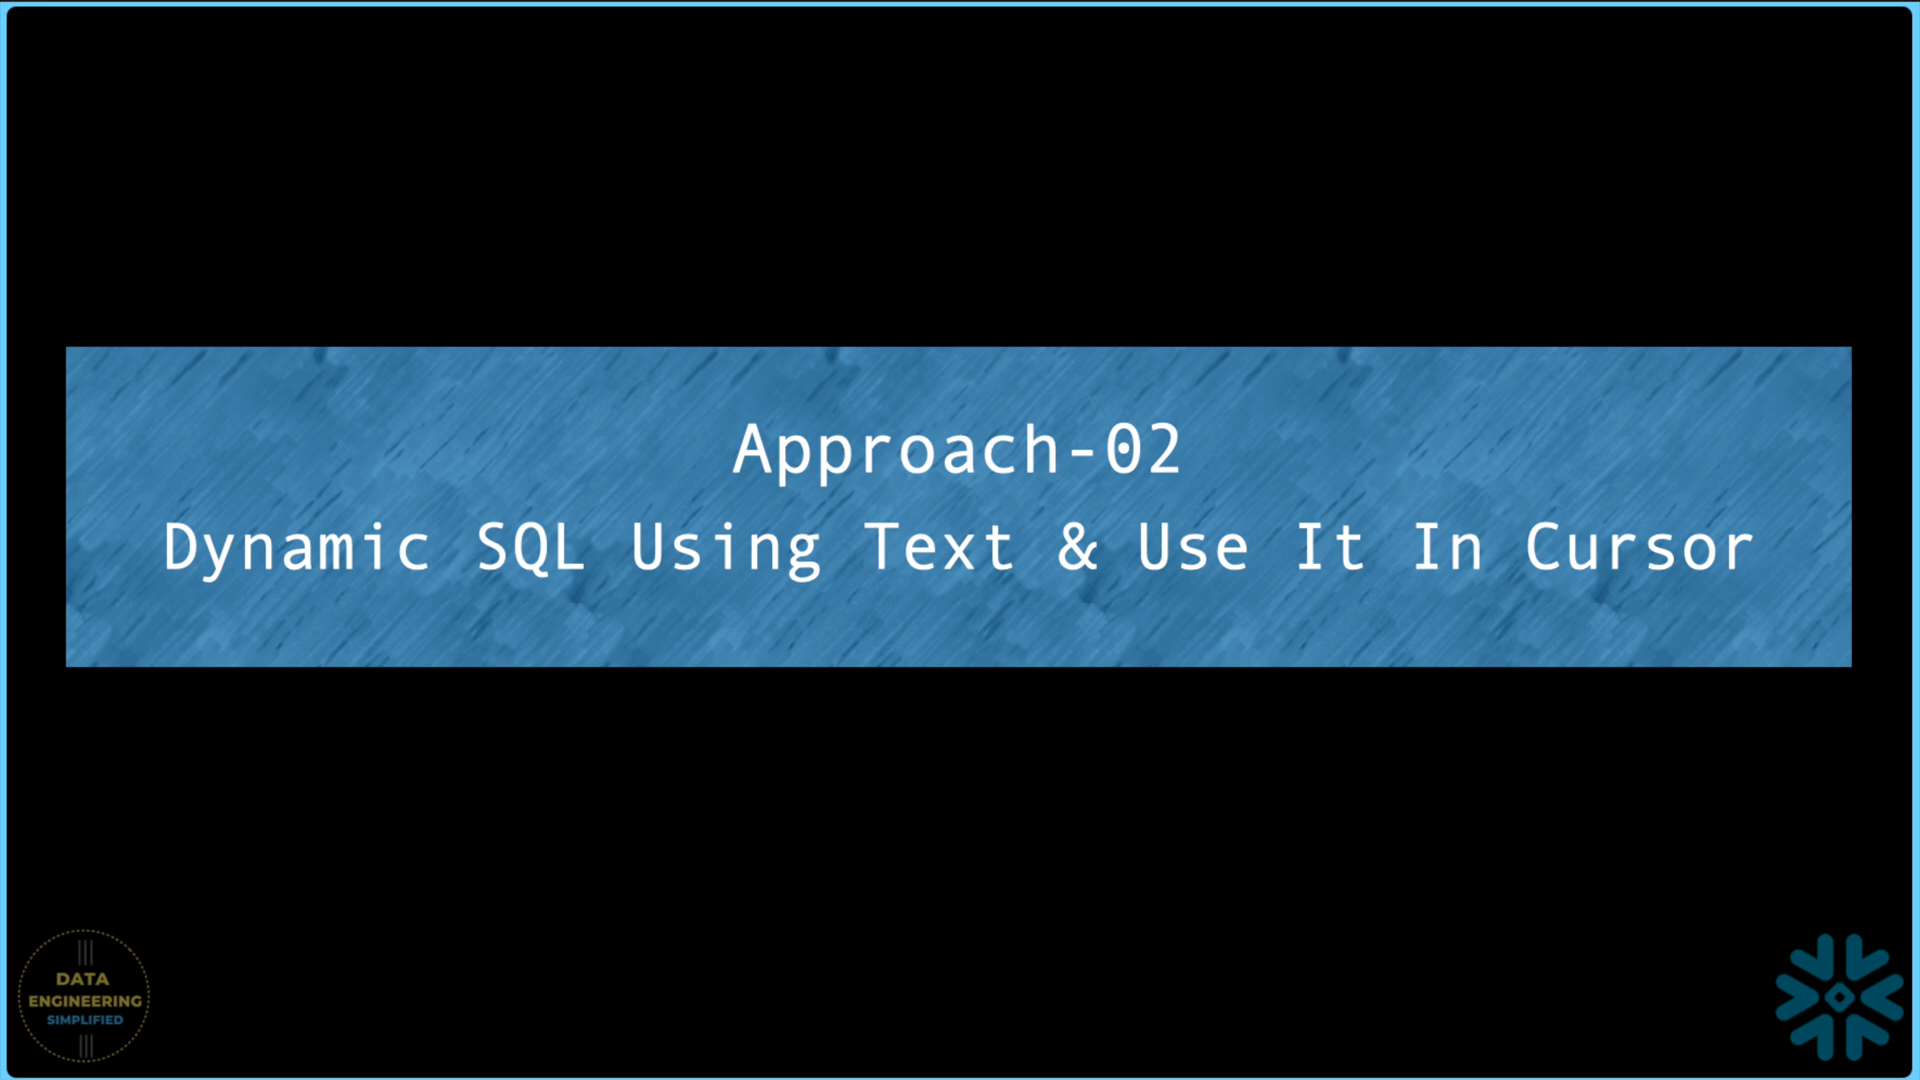 Approach-02
Dynamic SQL Using Text & Use It In Cursor
DATA
ENGINEERING
SIMPLIFIED